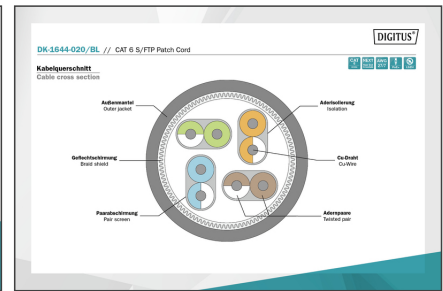 DIGITUS®
DK-1644-020/BL // CAT 6 S/FTP Patch Cord
Kabelquerschnitt
Cable cross section
Außenmantel
Outer jacket
Aderisolierung
Isolation
Geflechtschirmung
Braid shield
Cu-Draht
Cu-Wire
Paarabschirmung
Pair screen
Adernpaare
Twisted pair